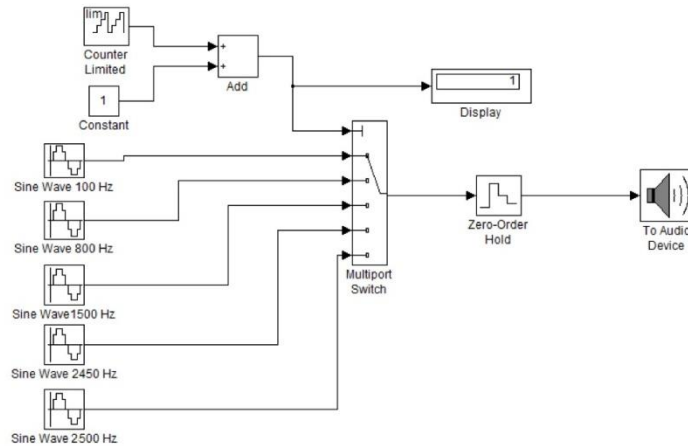 lim
Counter
Limited
+
+
Add
1
Constant
1
Display
Sine Wave 100 Hz
Sine Wave 800 Hz
Sine Wave1500 Hz
Sine Wave 2450 Hz
Sine Wave 2500 Hz
Multiport
Switch
Zero-Order
Hold
To Audio
Device